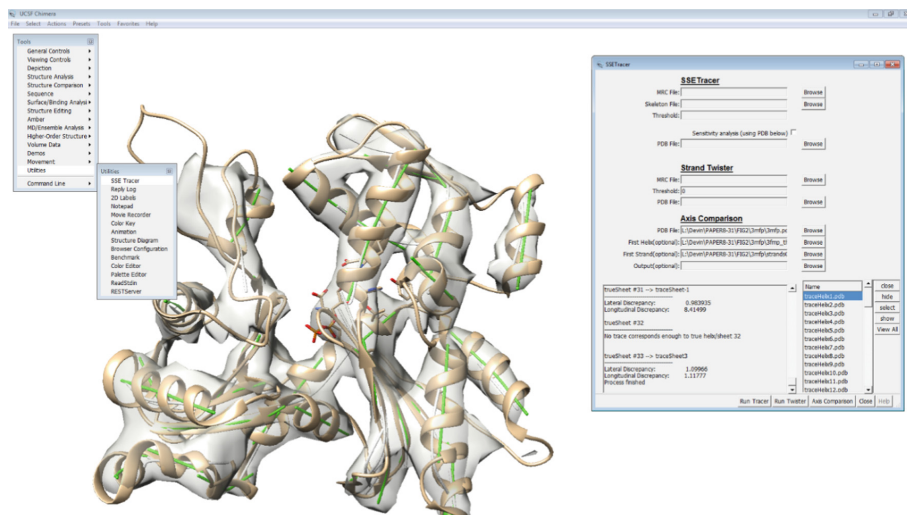 UCSF Chimera
File Select Actions Presets Tools Favorites Help
Tools
General Controls
Viewing Controls
Depiction
Structure Analysis
Structure Comparison
Sequence
Surface/Binding Analysi
Structure Editing
Amber
MD/Ensemble Analysis
Higher-Order Structure
Volume Data
Demos
Movement
Utilities
Command Line
Utilities
SSE Tracer
Reply Log
2D Labels
Notepad
Movie Recorder
Color Key
Animation
Structure Diagram
Browser Configuration
Benchmark
Color Editor
Palette Editor
ReadStdin
RESTServer
SSETracer
SSETracer
MRC File: Browse
Skeleton File: Browse
Threshold:
Sensitivity analysis (using PDB below)
PDB File: Browse
Strand Twister
MRC File: Browse
Threshold: 0
PDB File: Browse
Axis Comparison
PDB File: L:\Devin\PAPER8-31\FIG2\3mfp\3mfp.p Browse
First Helix(optional): Browse
First Strand(optional): Browse
Output(optional): Browse
trueSheet #31 --> traceSheet-1
Lateral Discrepancy: 0.983935
Longitudinal Discrepancy: 8.41499
trueSheet #32
No trace corresponds enough to true helix/sheet 32
trueSheet #33 --> traceSheet3
Lateral Discrepancy: 1.09966
Longitudinal Discrepancy: 1.11777
Process finished
Name
traceHelix1.pdb
traceHelix2.pdb
traceHelix3.pdb
traceHelix4.pdb
traceHelix5.pdb
traceHelix6.pdb
traceHelix7.pdb
traceHelix8.pdb
traceHelix9.pdb
traceHelix10.pdb
traceHelix11.pdb
traceHelix12.pdb
close
hide
select
show
View All
Run Tracer Run Twister Axis Comparison Close Help